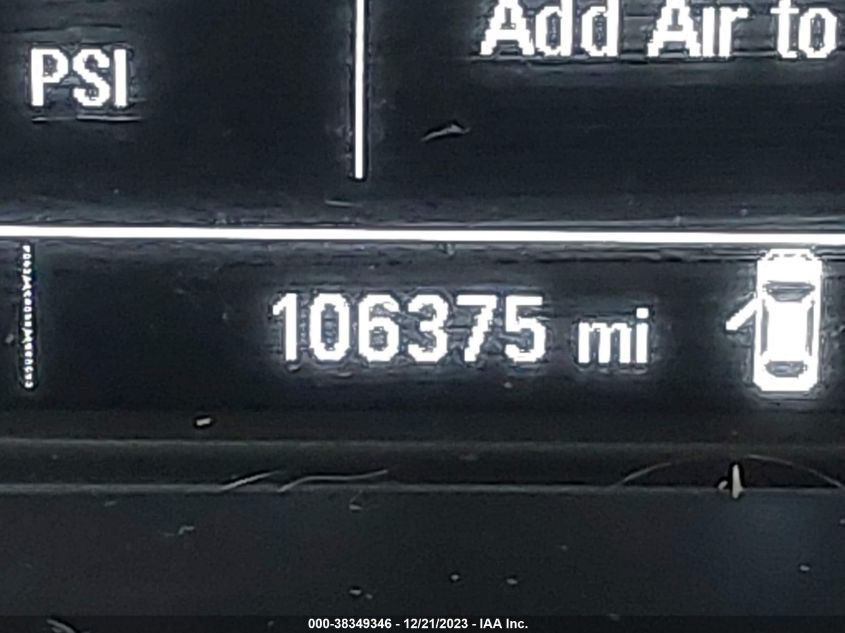 PSI
Add Air to
106375 mi
000-38349346 - 12/21/2023 - IAA Inc.